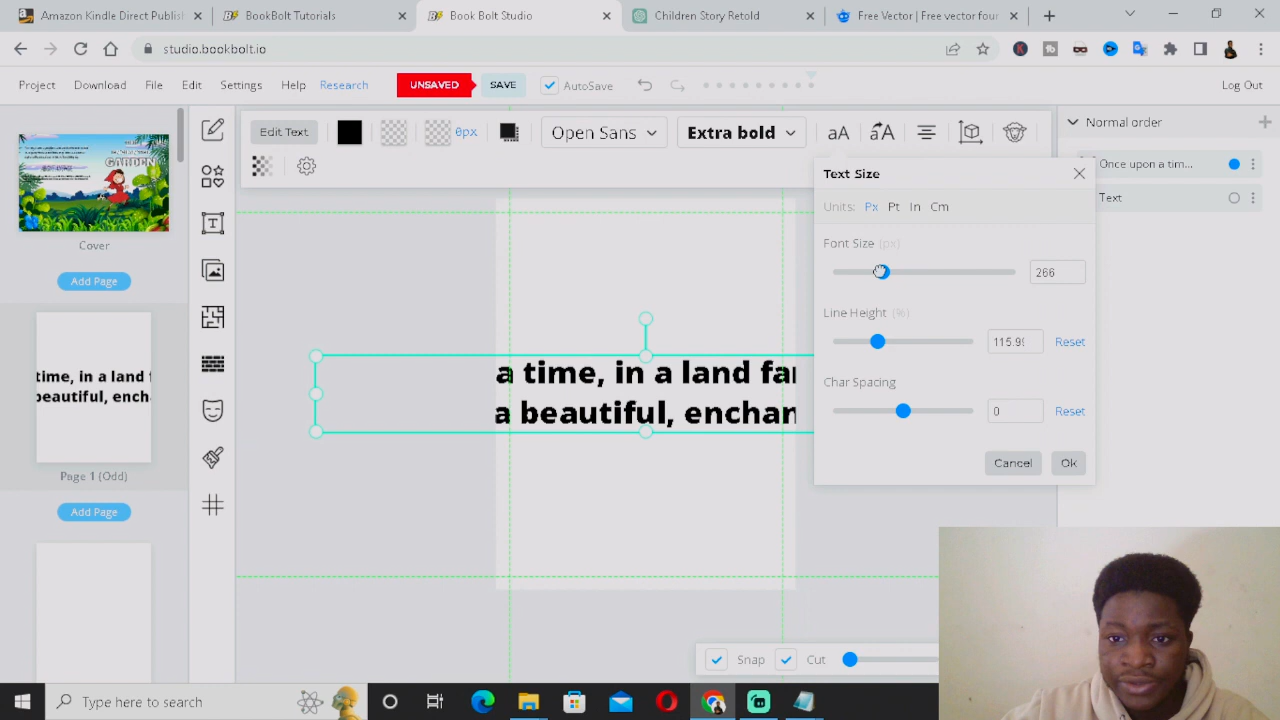 Amazon Kindle Direct Publisl
BookBolt Tutorials
Book Bolt Studio
Children Story Retold
Free Vector | Free vector four
studio.bookbolt.io
Project
Download
File
Edit
Settings
Help
Research
UNSAVED
SAVE
AutoSave
Log Out
Edit Text
0px
Open Sans
Extra bold
aA
Normal order
Once upon a tim...
Text
Text Size
Units: Px Pt In Cm
Font Size (px)
266
Line Height (%)
115.9
Reset
Char Spacing
0
Reset
Cancel
Ok
GARDEN
Cover
Add Page
time, in a land f
beautiful, ench
Page 1 (Odd)
Add Page
a time, in a land far
a beautiful, enchan
Snap
Cut
Type here to search